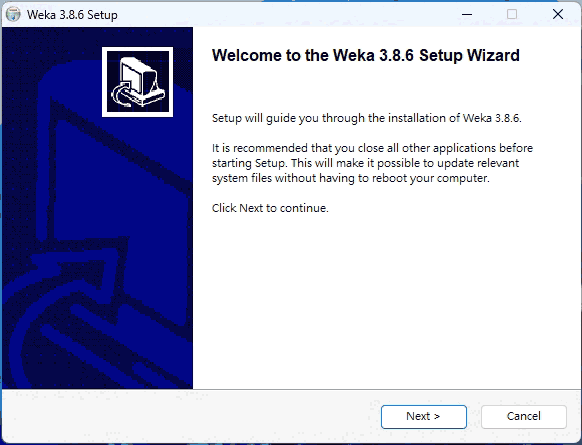 Weka 3.8.6 Setup
Welcome to the Weka 3.8.6 Setup Wizard
Setup will guide you through the installation of Weka 3.8.6.
It is recommended that you close all other applications before
starting Setup. This will make it possible to update relevant
system files without having to reboot your computer.
Click Next to continue.
Next >
Cancel